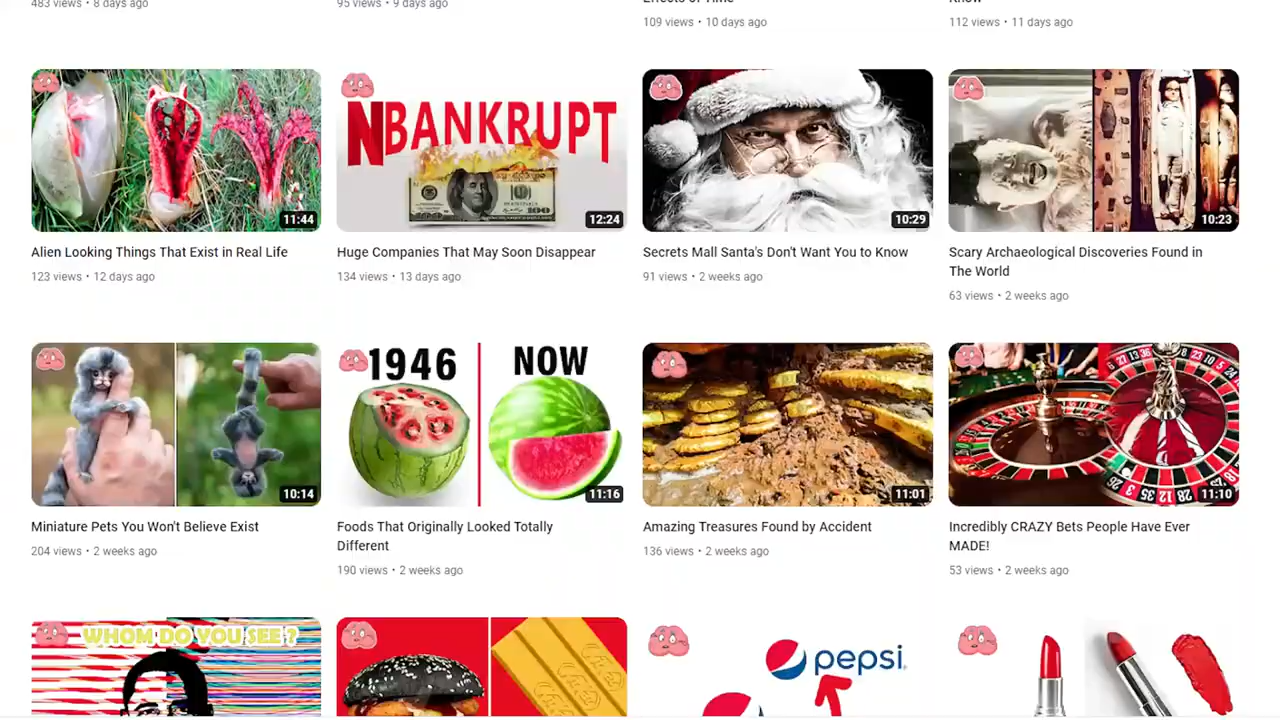 483 views • 8 days ago
95 views • 9 days ago
Effects of Time
Know
109 views • 10 days ago
112 views • 11 days ago
NBANKRUPT
11:44
12:24
10:29
10:23
Alien Looking Things That Exist in Real Life
123 views • 12 days ago
Huge Companies That May Soon Disappear
134 views • 13 days ago
Secrets Mall Santa's Don't Want You to Know
91 views • 2 weeks ago
Scary Archaeological Discoveries Found in
The World
63 views • 2 weeks ago
1946
NOW
10:14
11:16
11:01
11:10
Miniature Pets You Won't Believe Exist
204 views • 2 weeks ago
Foods That Originally Looked Totally
Different
190 views • 2 weeks ago
Amazing Treasures Found by Accident
136 views • 2 weeks ago
Incredibly CRAZY Bets People Have Ever
MADE!
53 views • 2 weeks ago
WHOM DO YOU SEE ?
pepsi